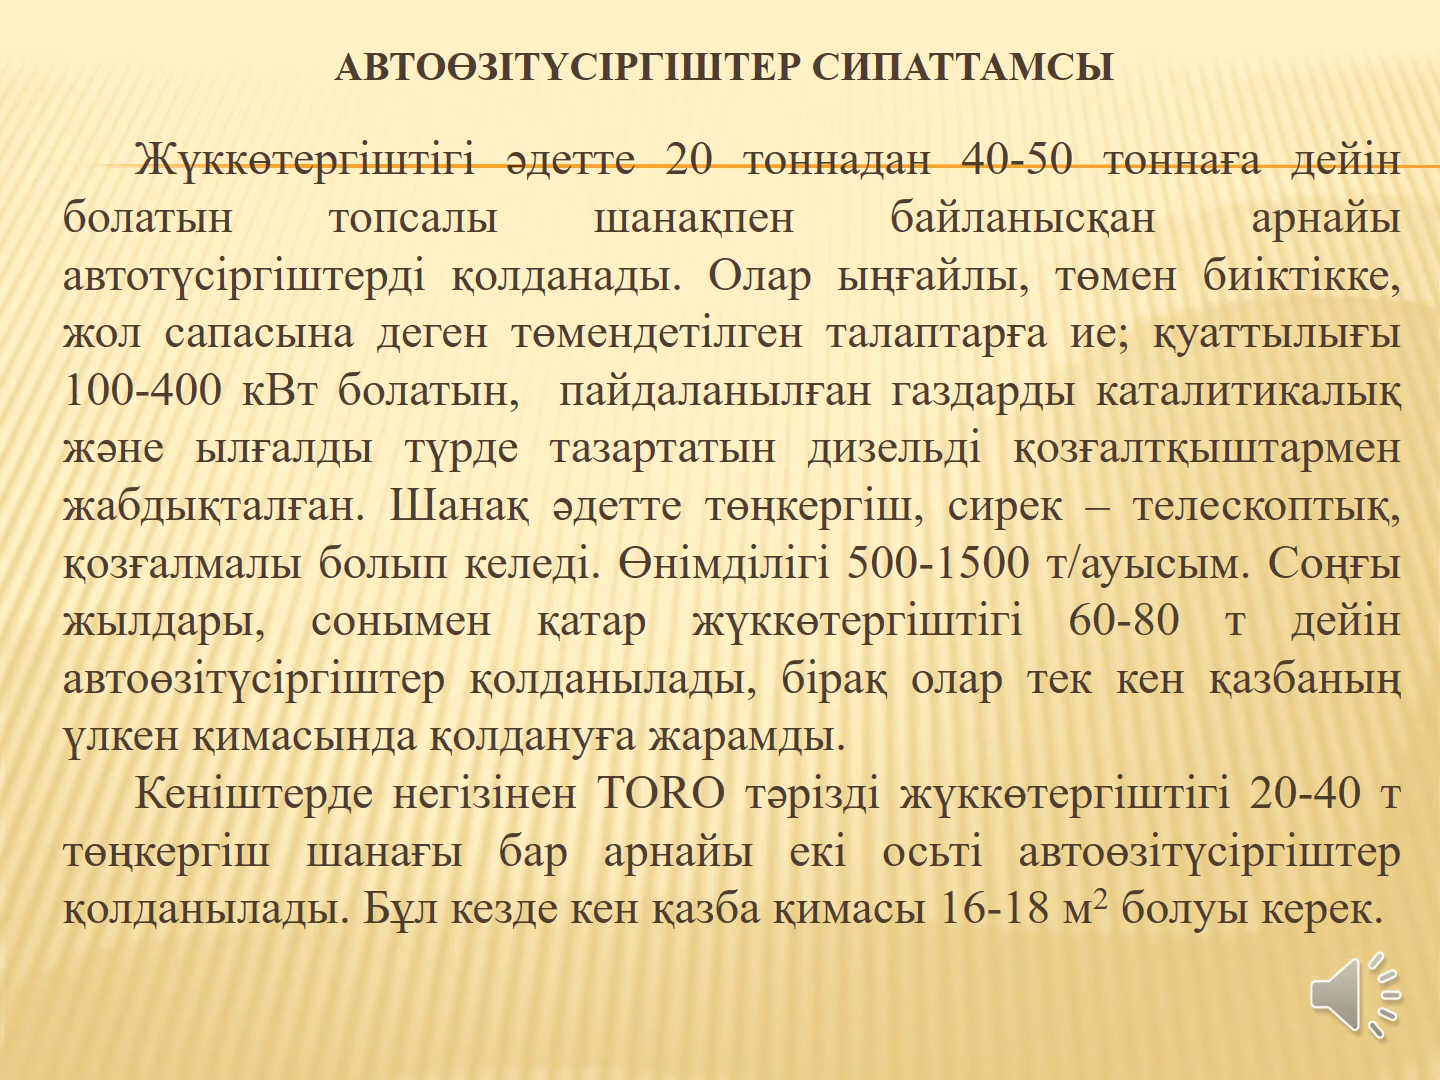 АВТОӨЗІТҮСІРГІШТЕР СИПАТТАМСЫ
Жүккөтергіштігі әдетте 20 тоннадан 40-50 тоннаға дейін
болатын топсалы шанақпен байланысқан арнайы
автотүсіргіштерді қолданады. Олар ыңғайлы, төмен биіктікке,
жол сапасына деген төмендетілген талаптарға ие; қуаттылығы
100-400 кВт болатын, пайдаланылған газдарды каталитикалық
және ылғалды түрде тазартатын дизельді қозғалтқыштармен
жабдықталған. Шанақ әдетте төңкергіш, сирек – телескоптық,
қозғалмалы болып келеді. Өнімділігі 500-1500 т/ауысым. Соңғы
жылдары, сонымен қатар жүккөтергіштігі 60-80 т дейін
автоөзітүсіргіштер қолданылады, бірақ олар тек кен қазбаның
үлкен қимасында қолдануға жарамды.
Кеніштерде негізінен TORO тәрізді жүккөтергіштігі 20-40 т
төңкергіш шанағы бар арнайы екі осьті автоөзітүсіргіштер
қолданылады. Бұл кезде кен қазба қимасы 16-18 м² болуы керек.